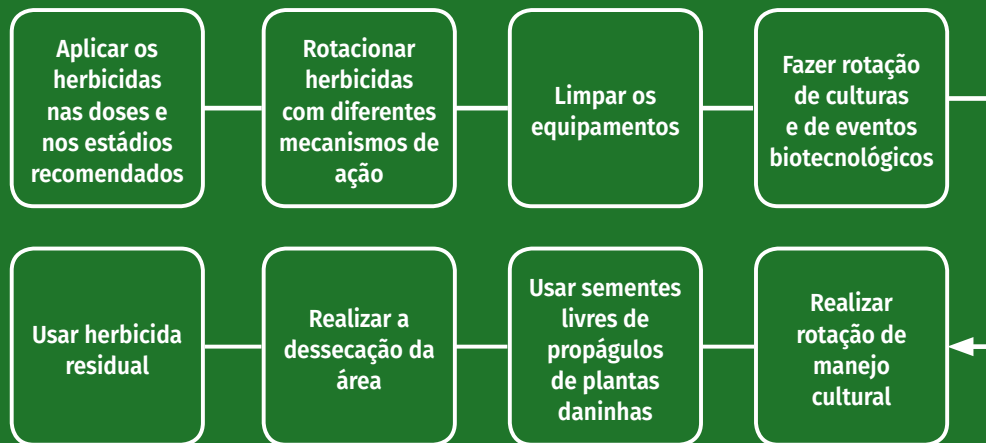 Aplicar os
herbicidas
nas doses e
nos estádios
recomendados
Rotacionar
herbicidas
com diferentes
mecanismos de
ação
Limpar os
equipamentos
Fazer rotação
de culturas
e de eventos
biotecnológicos
Realizar
rotação de
manejo
cultural
Usar sementes
livres de
propágulos
de plantas
daninhas
Realizar a
dessecação da
área
Usar herbicida
residual